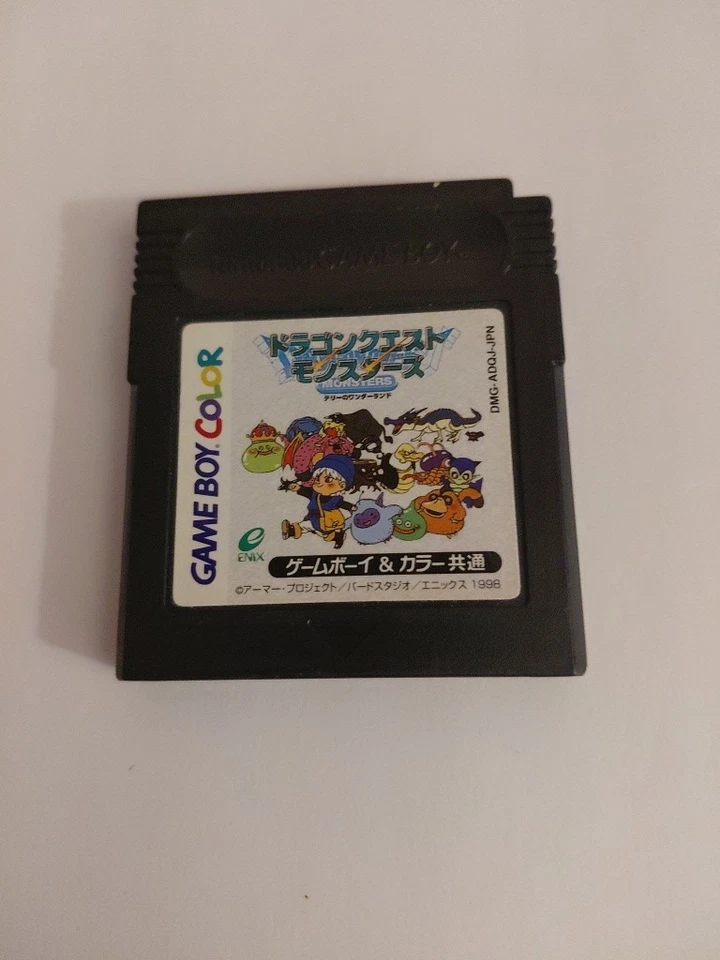 GAME BOY
GAME BOY COLOR
ドラゴンクエスト
モンスターズ
MONSTERS
テリーのワンダーランド
DMG-ADQJ-JPN
ENIX
ゲームボーイ & カラー共通
©アーマー・プロジェクト/バードスタジオ/エニックス 1998